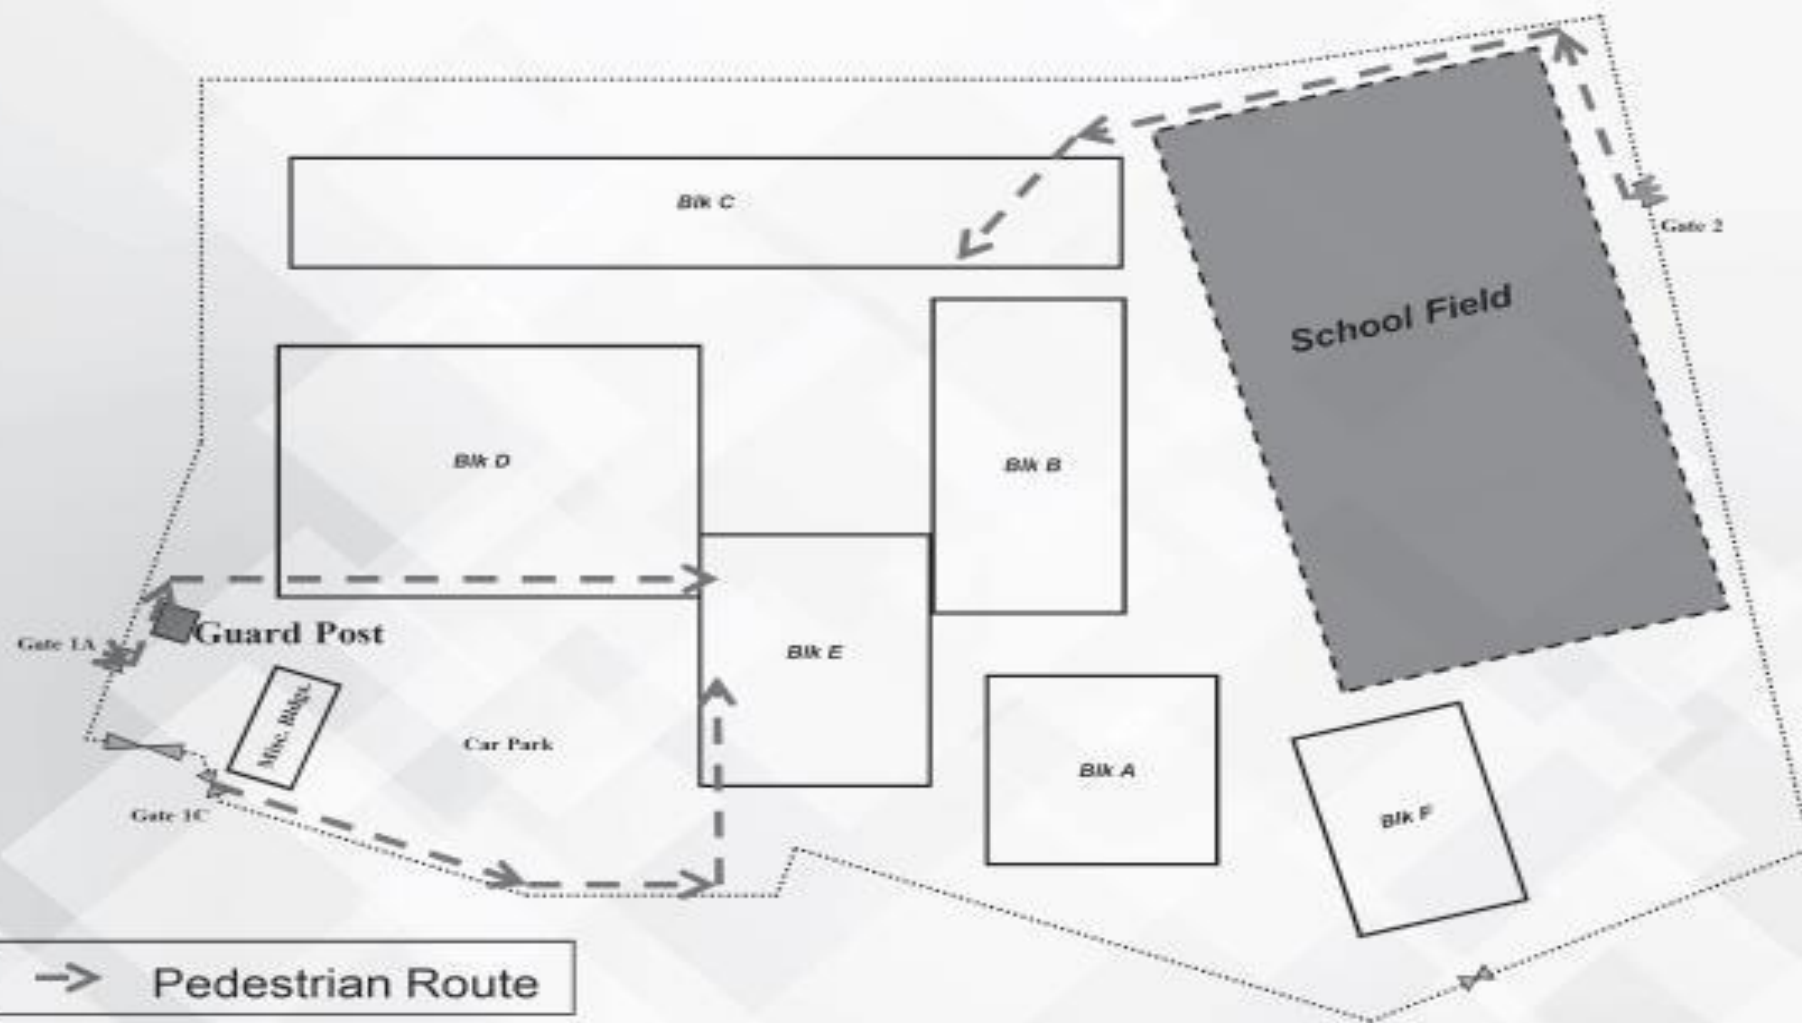 Blk C
Gate 2
School Field
Blk D
Blk B
Guard Post
Gate 1A
Blk E
Misc. Bldgs.
Car Park
Blk A
Gate 1C
Blk F
Pedestrian Route